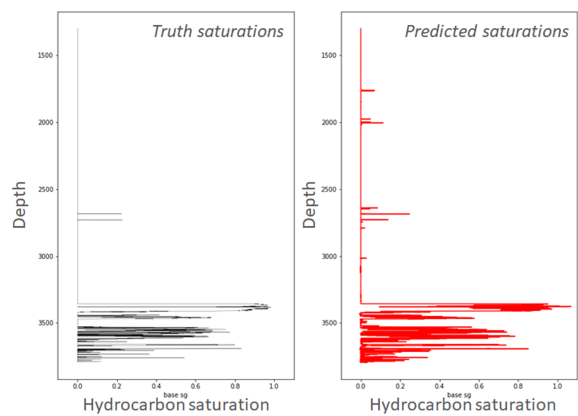 Truth saturations
Predicted saturations
1500
2000
2500
3000
3500
Depth
0.0 0.2 0.4 0.6 0.8 1.0
base sg
Hydrocarbon saturation
1500
2000
2500
3000
3500
Depth
0.0 0.2 0.4 0.6 0.8 1.0
base sg
Hydrocarbon saturation